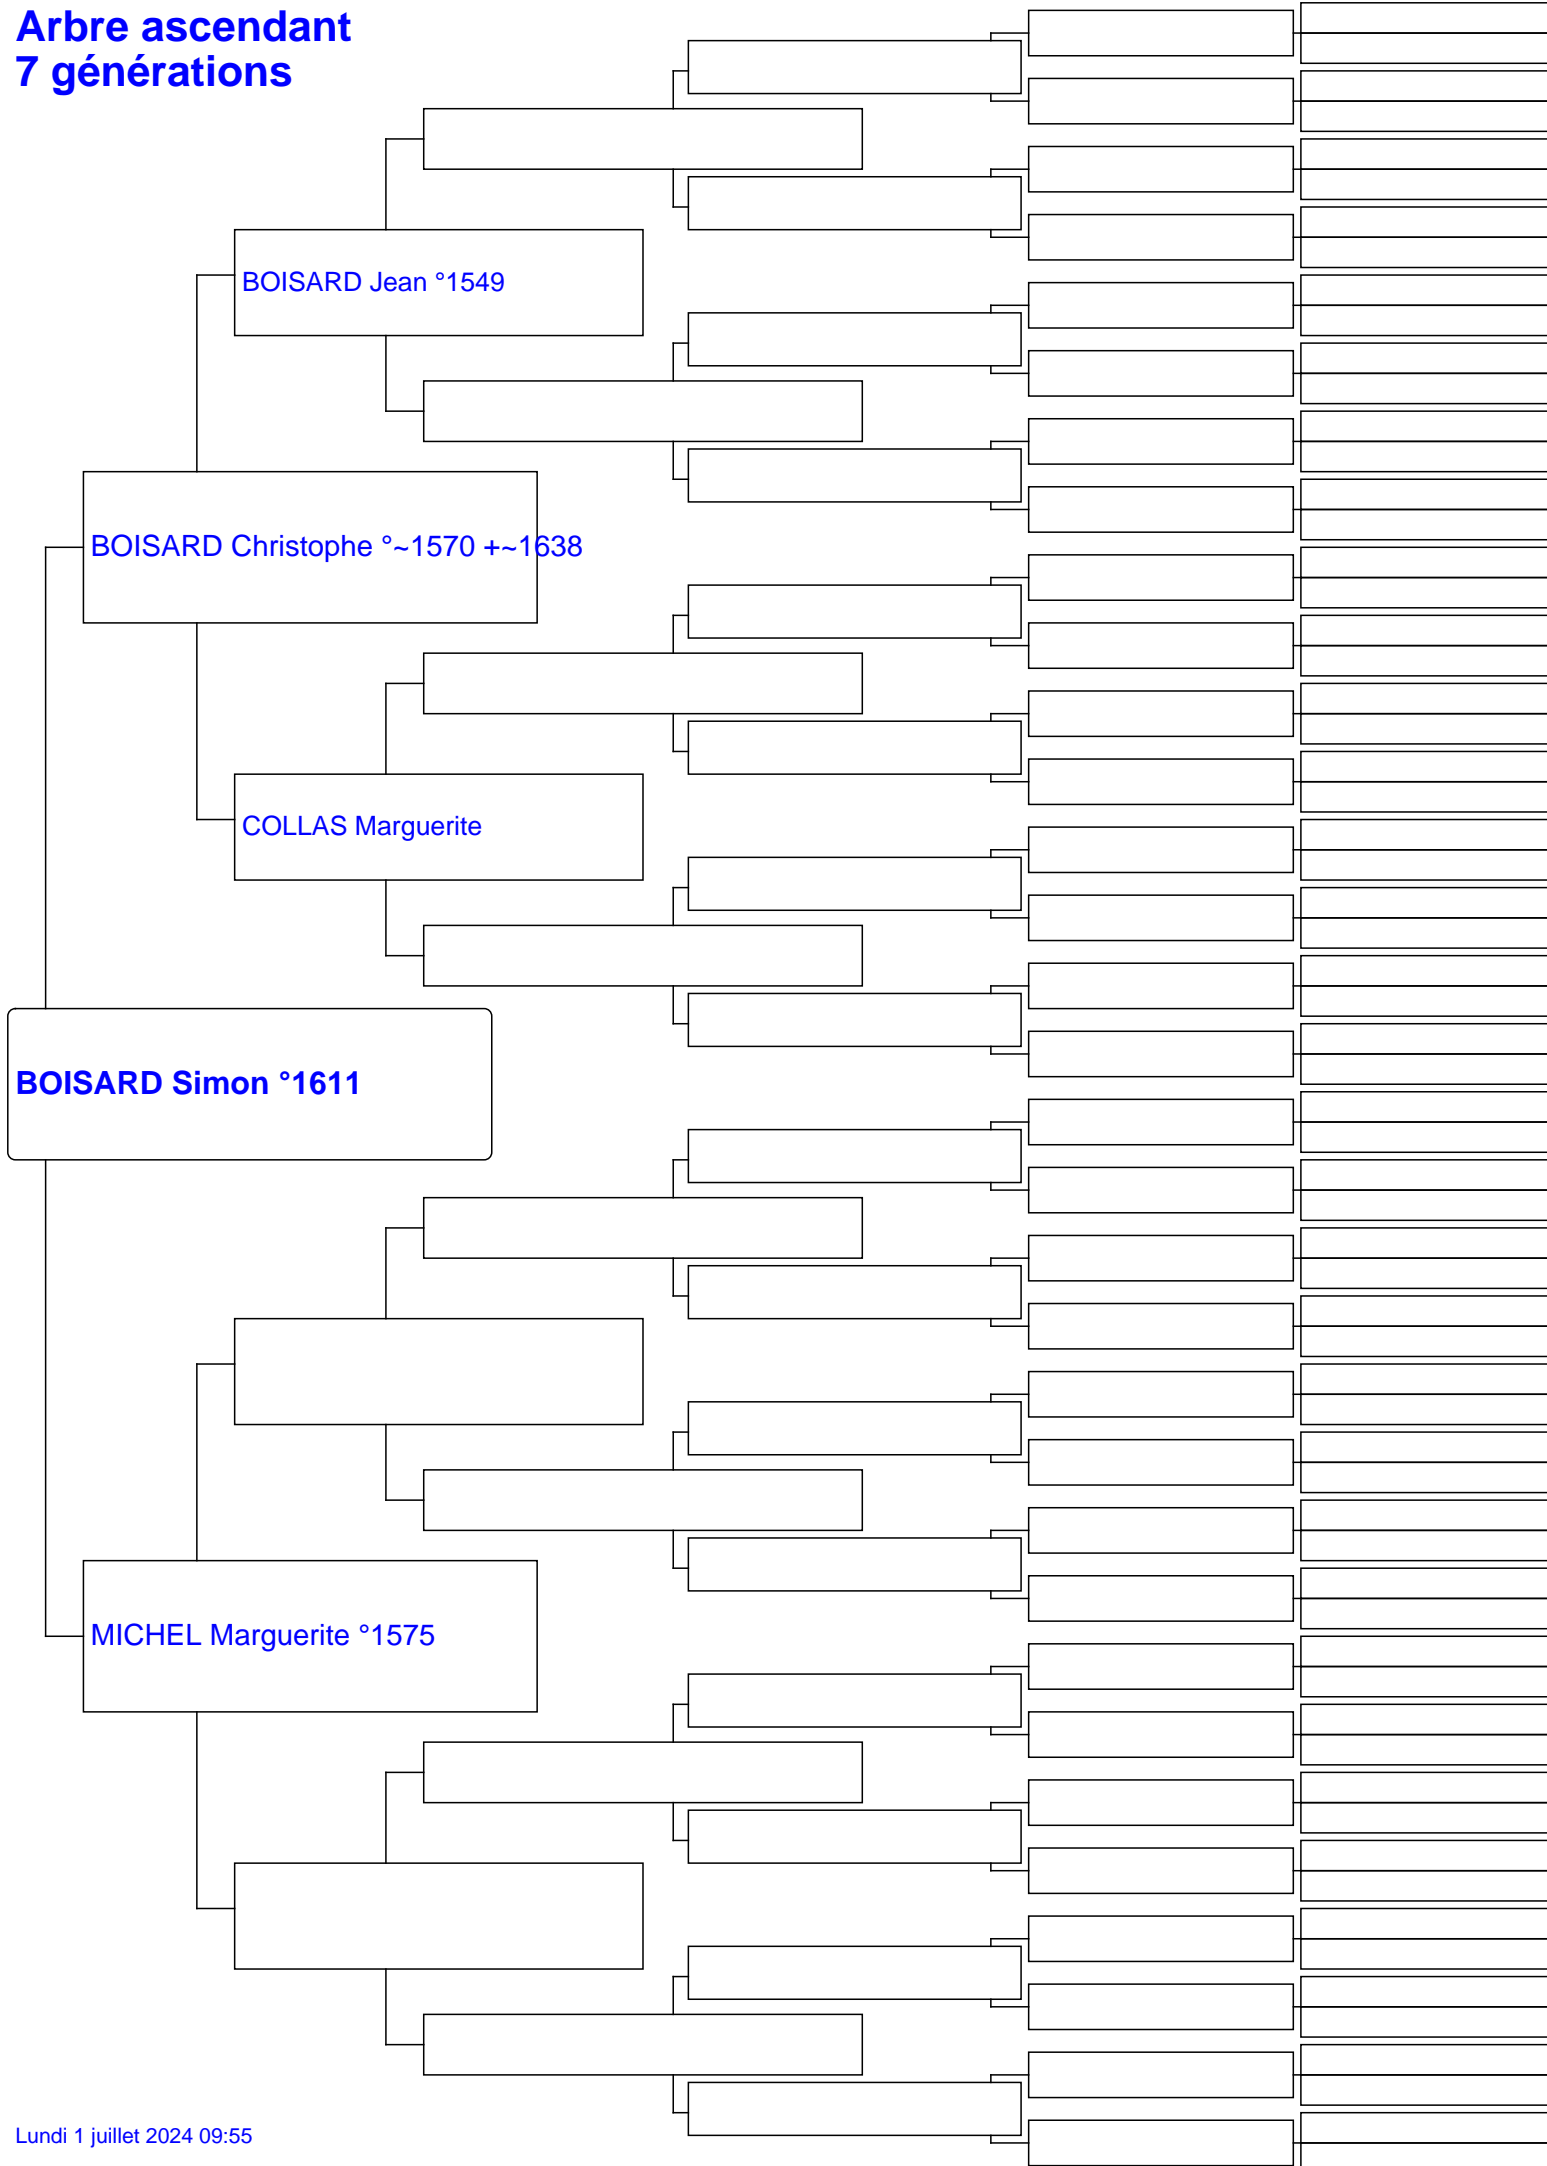 Arbre ascendant
7 générations
BOISARD Jean °1549
BOISARD Christophe °~1570 +~1638
COLLAS Marguerite
BOISARD Simon °1611
MICHEL Marguerite °1575
Lundi 1 juillet 2024 09:55